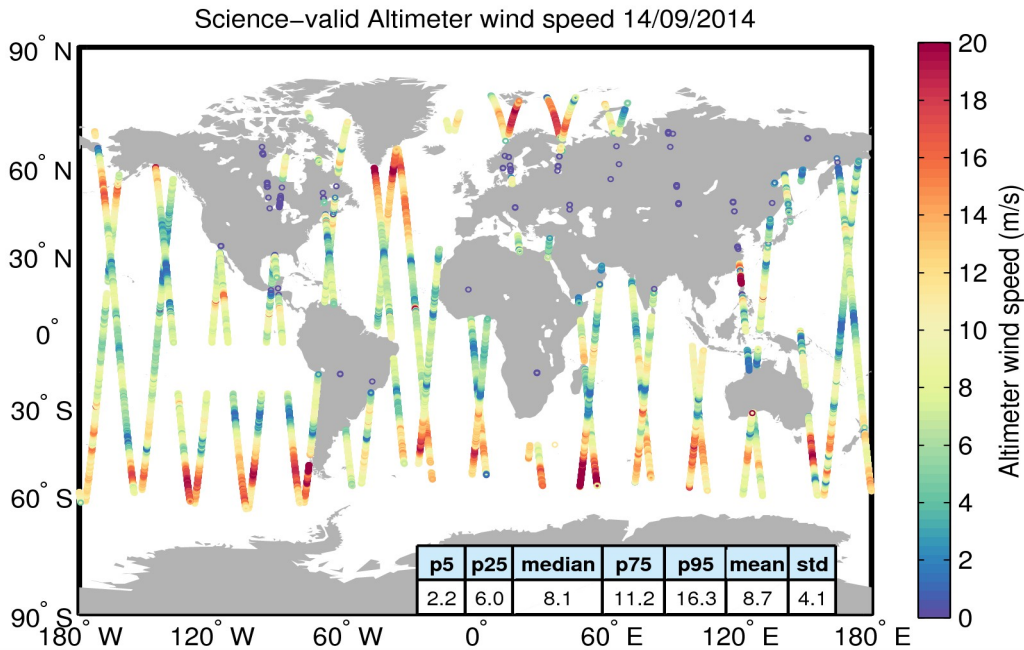 Science−valid Altimeter wind speed 14/09/2014
90° N
60° N
30° N
0°
30° S
60° S
90° S
180° W
120° W
60° W
0°
60° E
120° E
180° E
p5 p25 median p75 p95 mean std
2.2 6.0 8.1 11.2 16.3 8.7 4.1
20
18
16
14
12
10
8
6
4
2
0
Altimeter wind speed (m/s)